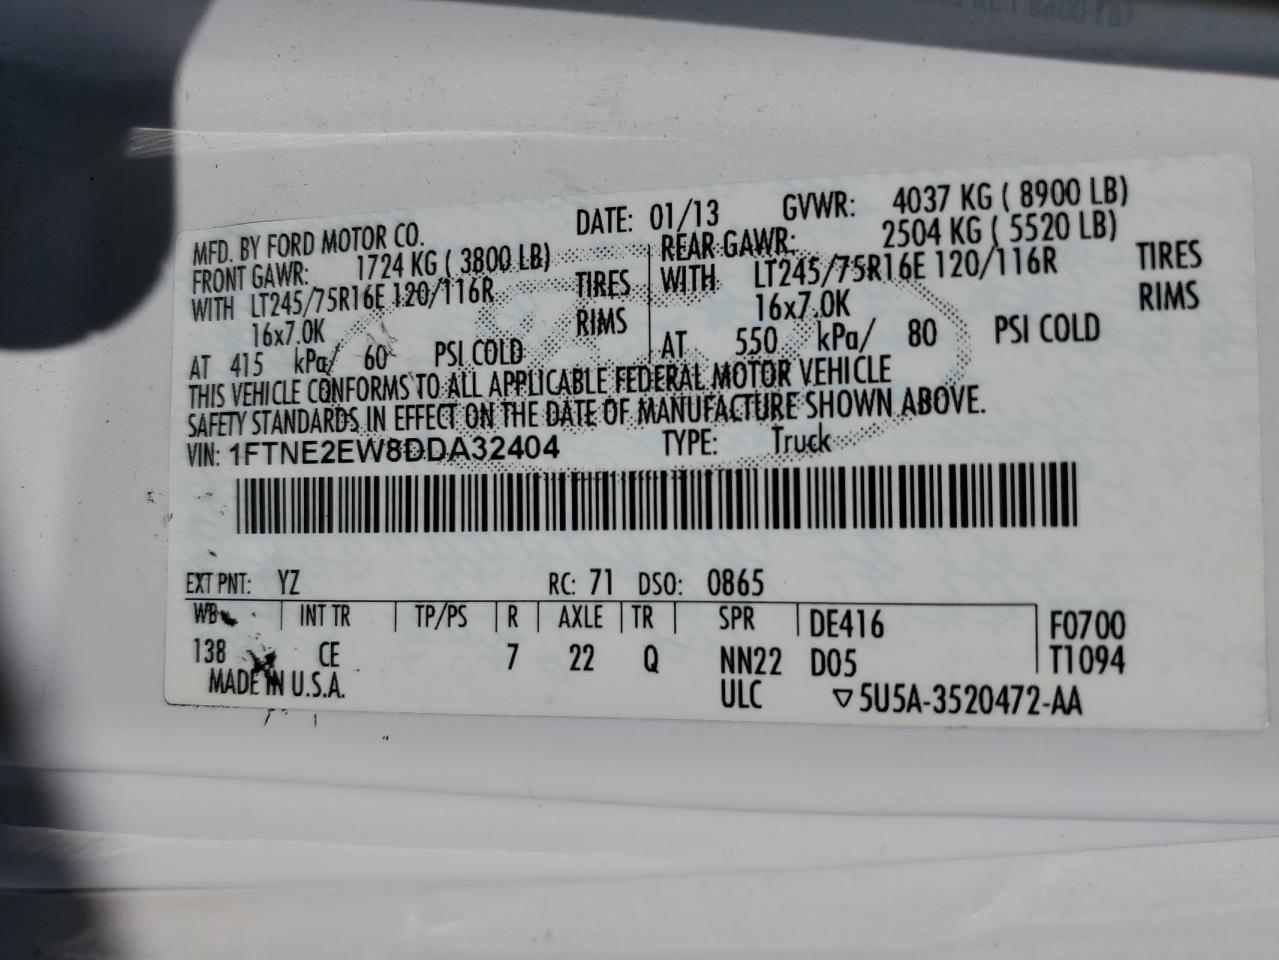 MFD. BY FORD MOTOR CO. DATE: 01/13 GVWR: 4037 KG ( 8900 LB)
FRONT GAWR: 1724 KG ( 3800 LB) REAR GAWR: 2504 KG ( 5520 LB)
WITH LT245/75R16E 120/116R TIRES WITH LT245/75R16E 120/116R TIRES
16x7.0K RIMS 16x7.0K RIMS
AT 415 kPa/ 60 PSI COLD AT 550 kPa/ 80 PSI COLD
THIS VEHICLE CONFORMS TO ALL APPLICABLE FEDERAL MOTOR VEHICLE
SAFETY STANDARDS IN EFFECT ON THE DATE OF MANUFACTURE SHOWN ABOVE.
VIN: 1FTNE2EW8DDA32404 TYPE: Truck
EXT PNT: YZ RC: 71 DSO: 0865
WB INT TR TP/PS R AXLE TR SPR DE416 F0700
138 CE 7 22 Q NN22 D05 T1094
MADE IN U.S.A. ULC ▽5U5A-3520472-AA